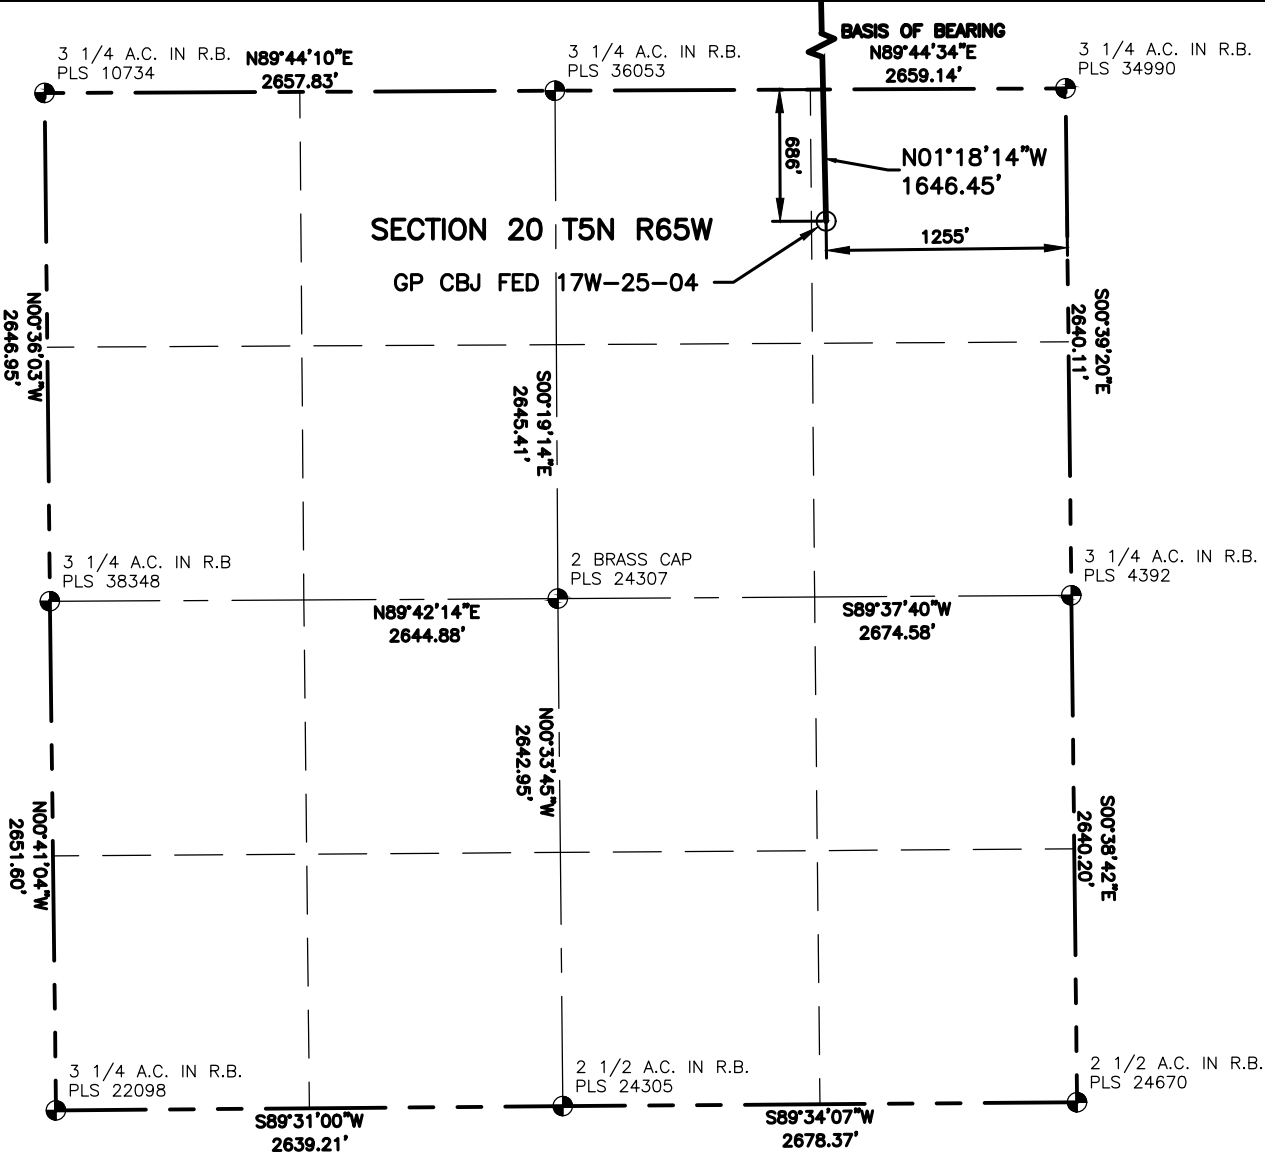 3 1/4 A.C. IN R.B.
PLS 10734
N89°44'10"E
2657.83'
3 1/4 A.C. IN R.B.
PLS 36053
BASIS OF BEARING
N89°44'34"E
2659.14'
3 1/4 A.C. IN R.B.
PLS 34990
686'
N01°18'14"W
1646.45'
SECTION 20 T5N R65W
1255'
GP CBJ FED 17W-25-04
N00°36'03"W
2646.95'
S00°19'14"E
2645.41'
S00°39'20"E
2640.11'
3 1/4 A.C. IN R.B
PLS 38348
2 BRASS CAP
PLS 24307
3 1/4 A.C. IN R.B.
PLS 4392
N89°42'14"E
2644.88'
S89°37'40"W
2674.58'
N00°41'04"W
2651.60'
N00°33'45"W
2642.95'
S00°38'42"E
2640.20'
3 1/4 A.C. IN R.B.
PLS 22098
2 1/2 A.C. IN R.B.
PLS 24305
2 1/2 A.C. IN R.B.
PLS 24670
S89°31'00"W
2639.21'
S89°34'07"W
2678.37'